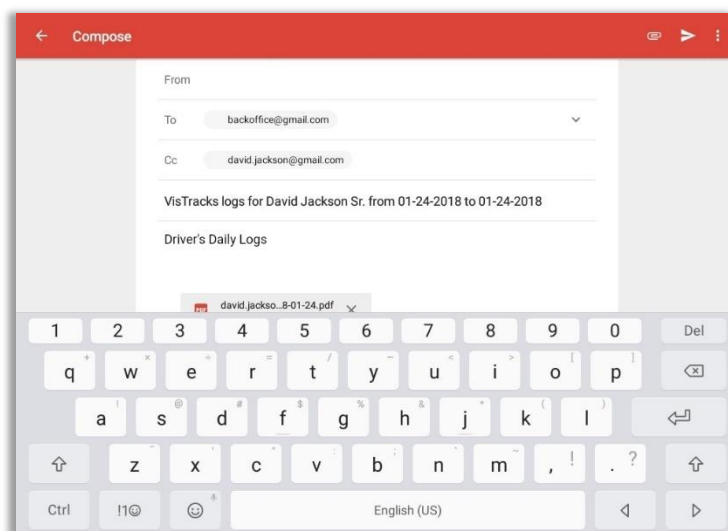 Compose
From
To backoffice@gmail.com
Cc david.jackson@gmail.com
VisTracks logs for David Jackson Sr. from 01-24-2018 to 01-24-2018
Driver's Daily Logs
PDF david.jackso...8-01-24.pdf
1 2 3 4 5 6 7 8 9 0 Del
q + w × e ÷ r = t / y ~ u < i > o [ p ]
a ! s @ d # f $ g % h & j * k ( l )
z x c v b n m , ! . ?
Ctrl !1☺ English (US)